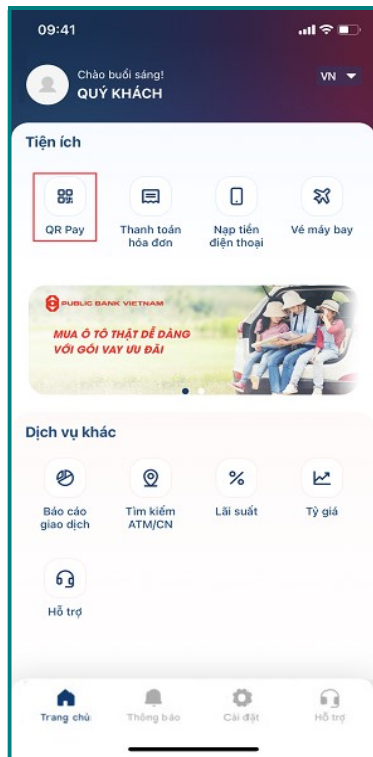 09:41
Chào buổi sáng!
QUÝ KHÁCH
VN
Tiện ích
QR Pay
Thanh toán
hóa đơn
Nạp tiền
điện thoại
Vé máy bay
PUBLIC BANK VIETNAM
MUA Ô TÔ THẬT DỄ DÀNG
VỚI GÓI VAY ƯU ĐÃI
Dịch vụ khác
Báo cáo
giao dịch
Tìm kiếm
ATM/CN
Lãi suất
Tỷ giá
Hỗ trợ
Trang chủ
Thông báo
Cài đặt
Hỗ trợ